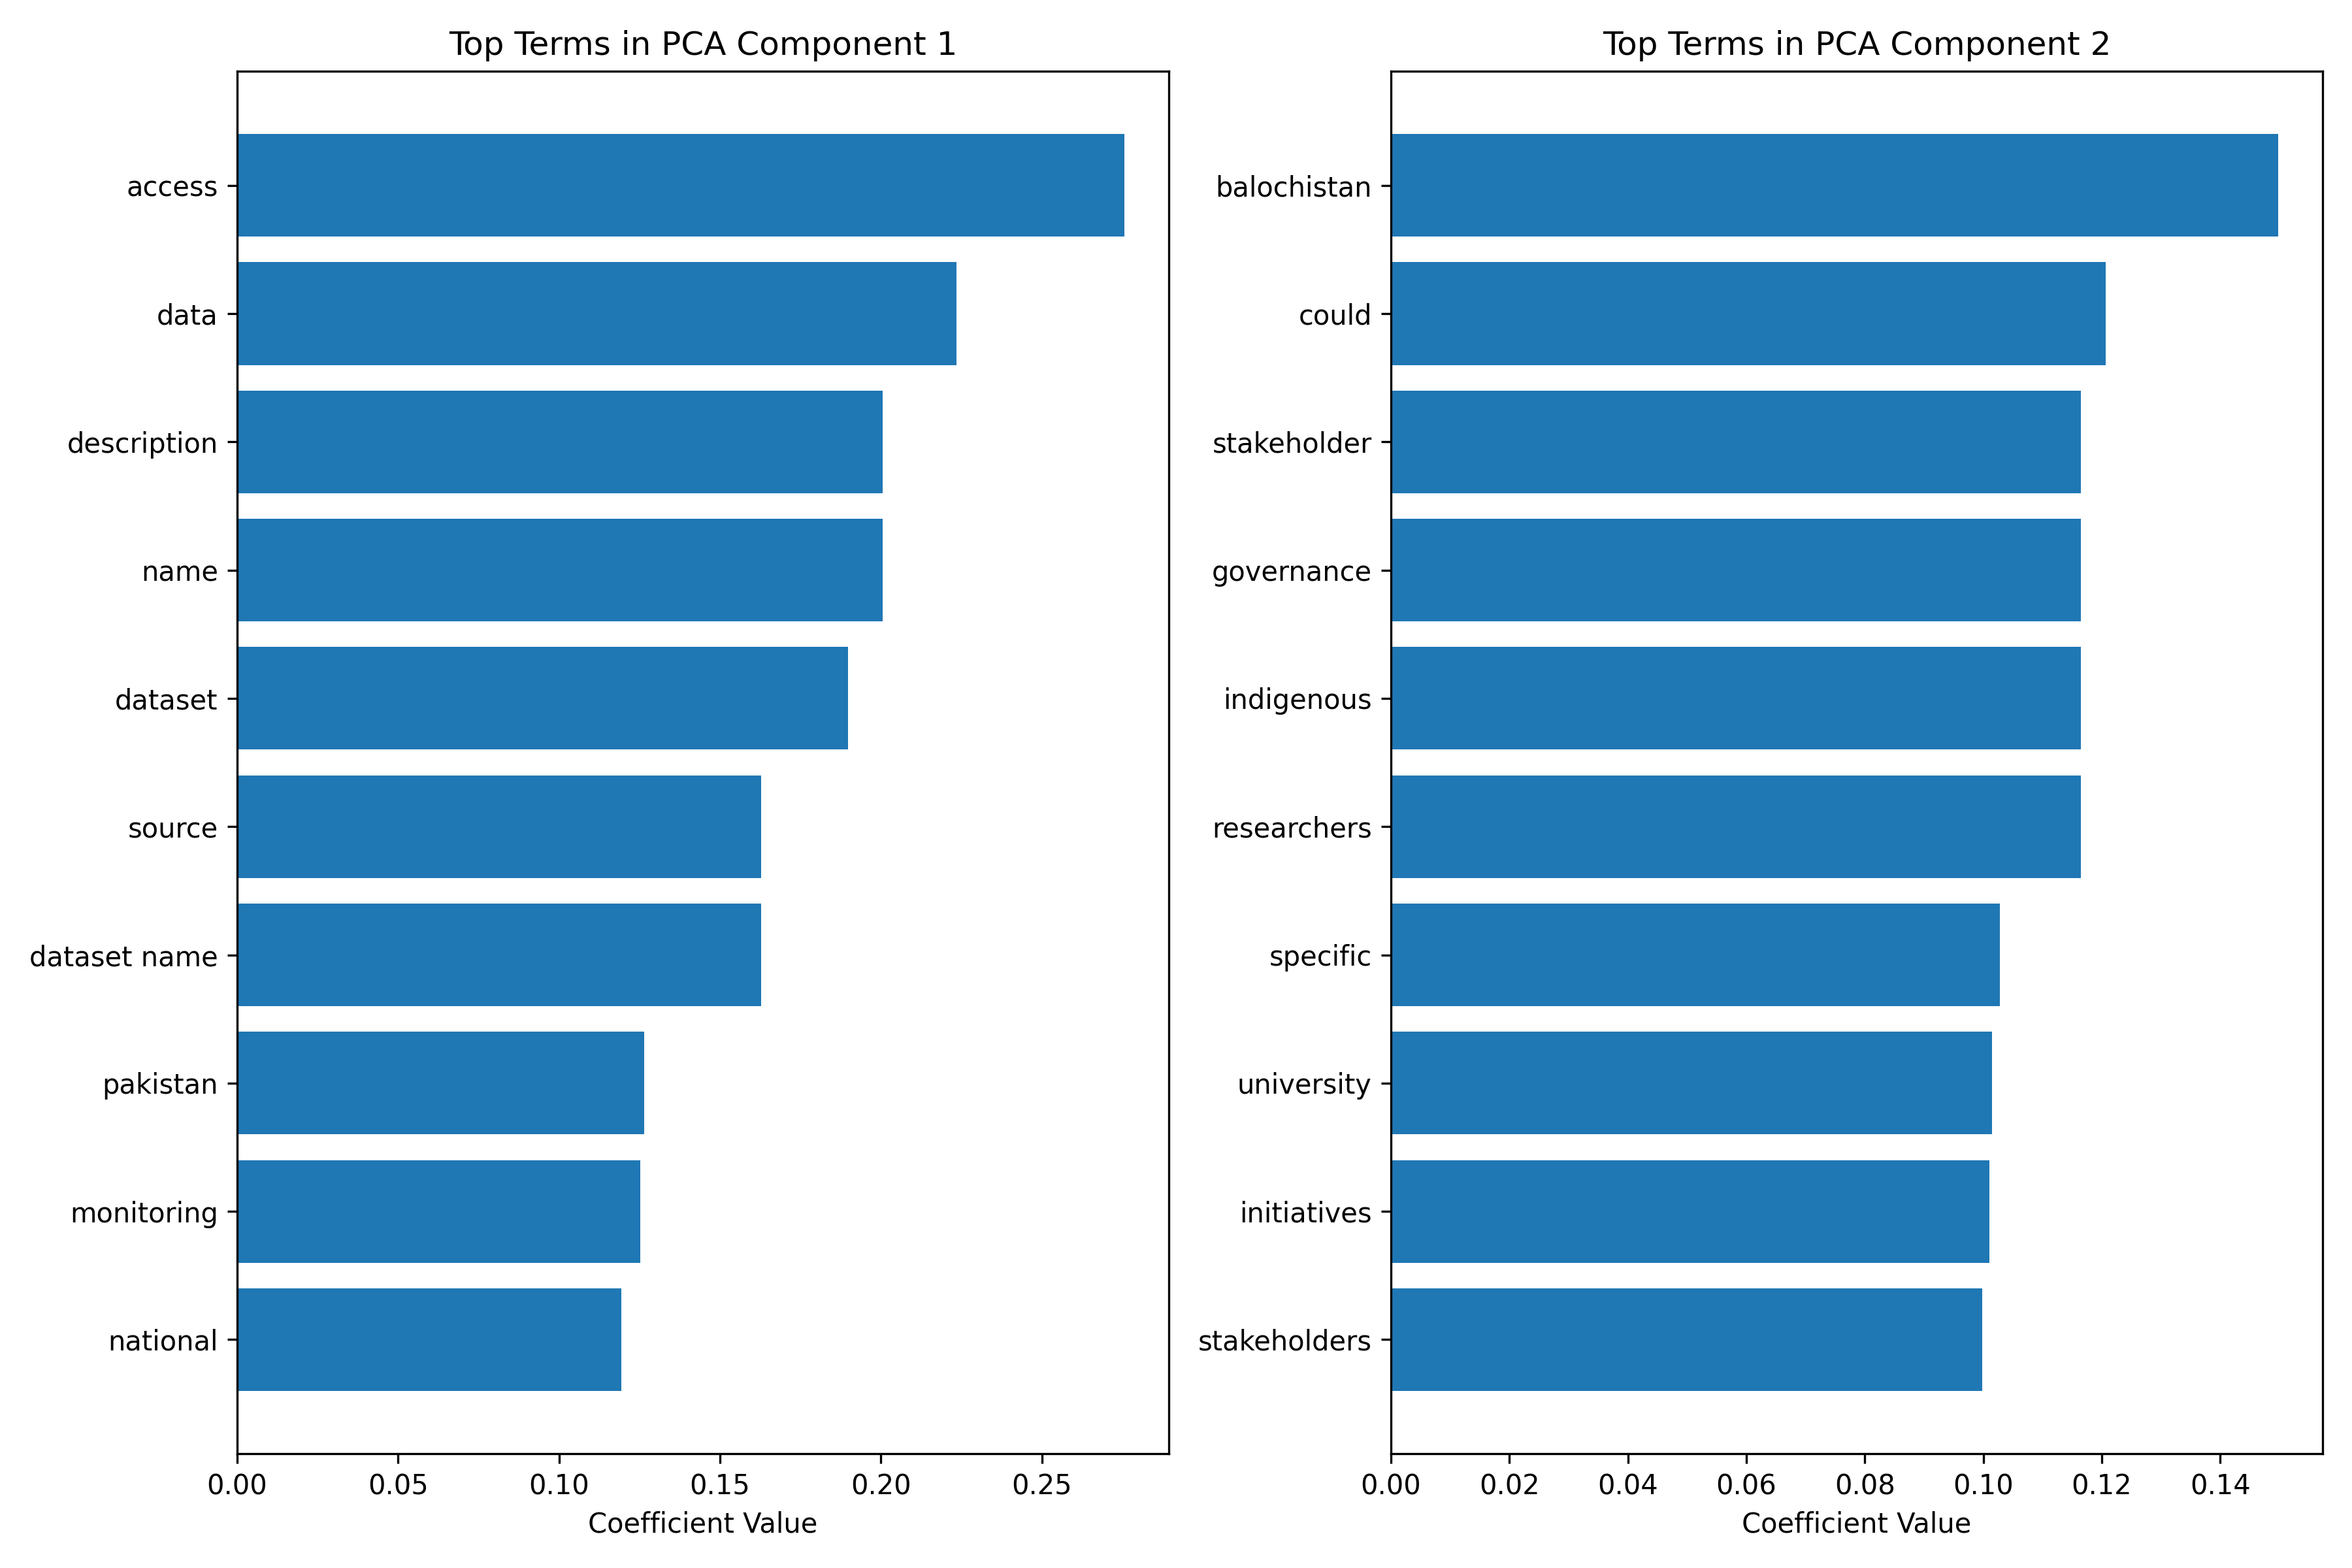 Top Terms in PCA Component 1
access
data
description
name
dataset
source
dataset name
pakistan
monitoring
national
0.00 0.05 0.10 0.15 0.20 0.25
Coefficient Value
Top Terms in PCA Component 2
balochistan
could
stakeholder
governance
indigenous
researchers
specific
university
initiatives
stakeholders
0.00 0.02 0.04 0.06 0.08 0.10 0.12 0.14
Coefficient Value